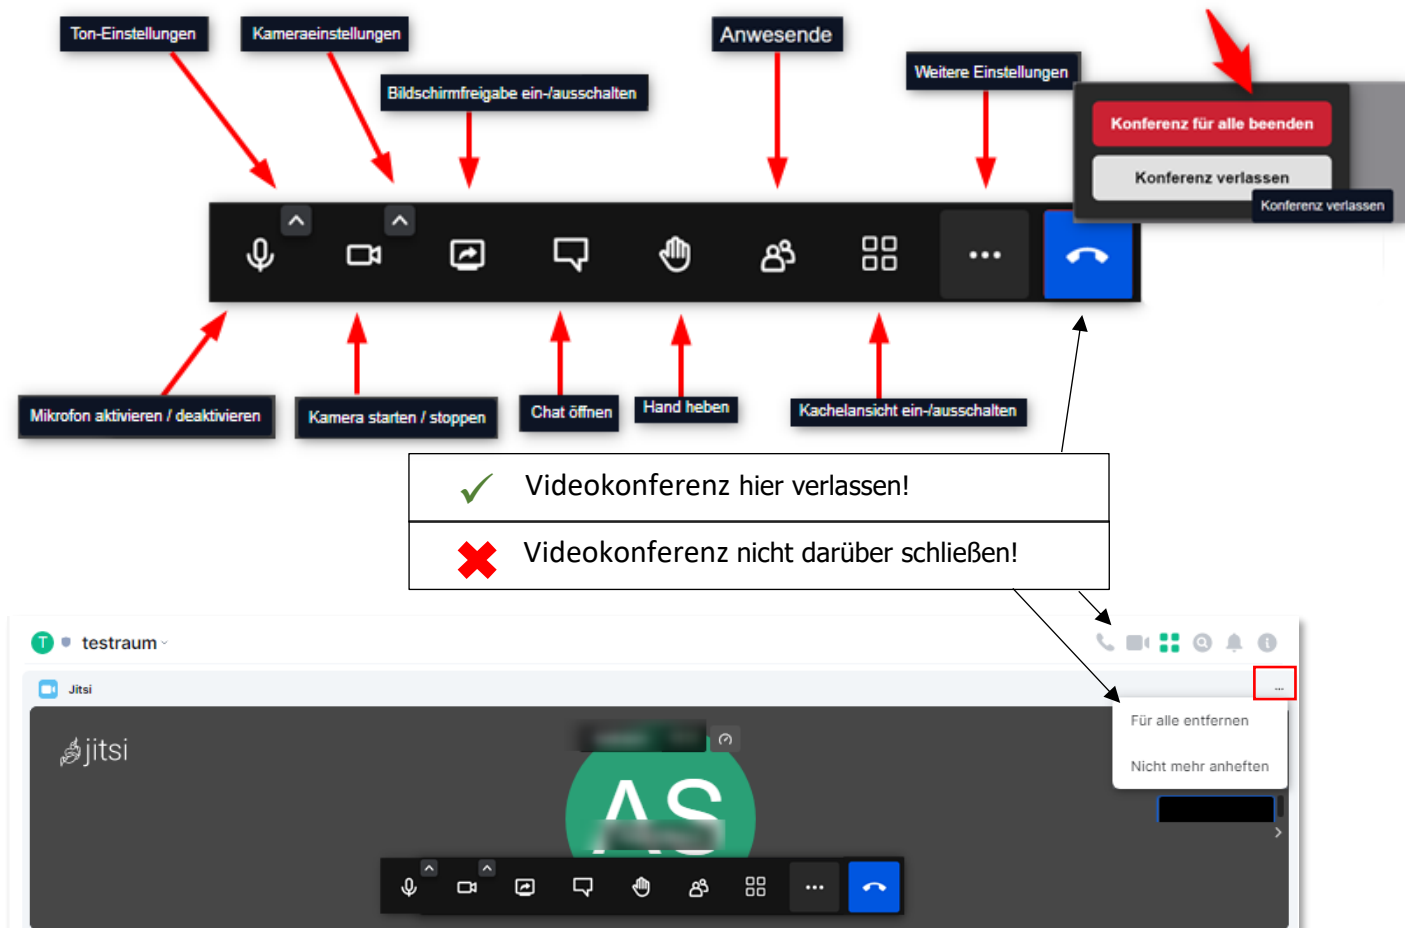 Ton-Einstellungen
Kameraeinstellungen
Anwesende
Bildschirmfreigabe ein-/ausschalten
Weitere Einstellungen
Konferenz für alle beenden
Konferenz verlassen
Konferenz verlassen
Mikrofon aktivieren / deaktivieren
Kamera starten / stoppen
Chat öffnen
Hand heben
Kachelansicht ein-/ausschalten
Videokonferenz hier verlassen!
Videokonferenz nicht darüber schließen!
T testraum
Jitsi
...
Für alle entfernen
Nicht mehr anheften
jitsi
AS